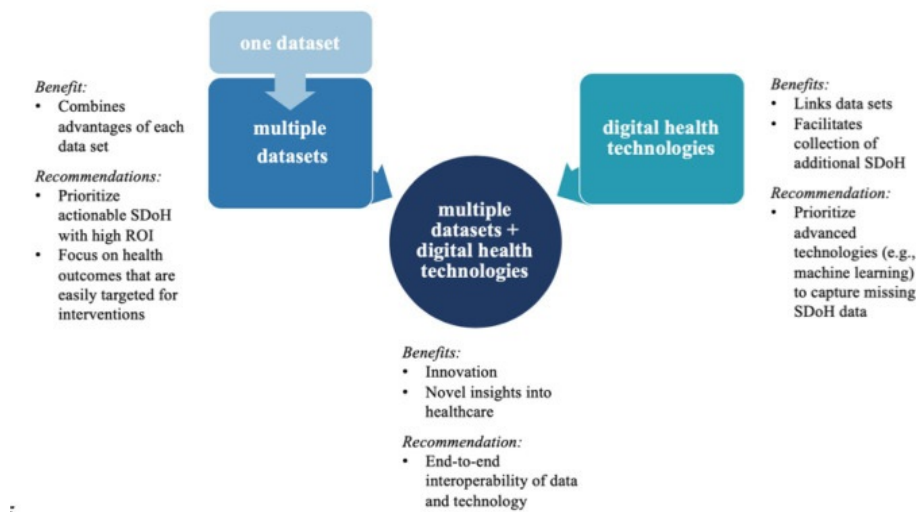 one dataset
multiple
datasets
Benefit:
• Combines
advantages of each
data set
Recommendations:
• Prioritize
actionable SDoH
with high ROI
• Focus on health
outcomes that are
easily targeted for
interventions
digital health
technologies
Benefits:
• Links data sets
• Facilitates
collection of
additional SDoH
Recommendation:
• Prioritize
advanced
technologies (e.g.,
machine learning)
to capture missing
SDoH data
multiple
datasets +
digital health
technologies
Benefits:
• Innovation
• Novel insights into
healthcare
Recommendation:
• End-to-end
interoperability of
data and technology